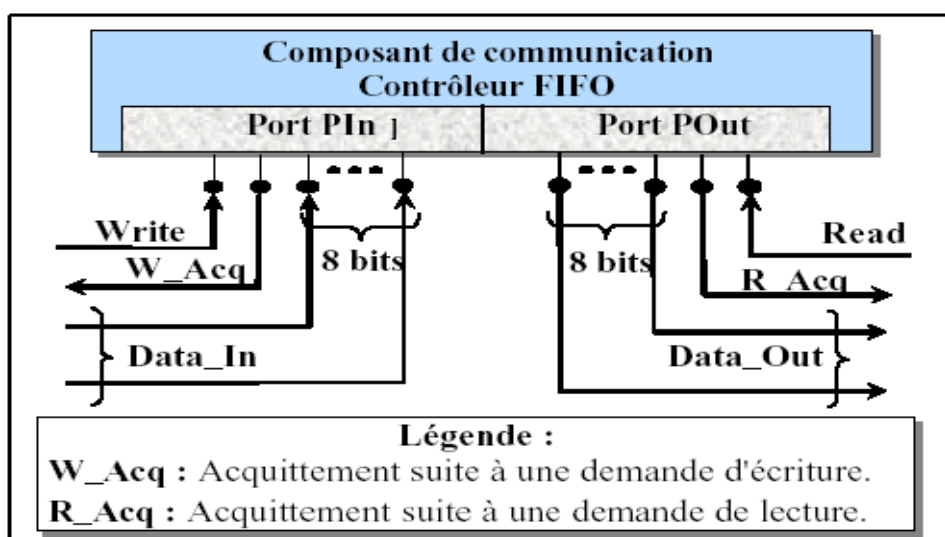 Composant de communication
Contrôleur FIFO
Port PIn ]
Port POut
Write
W_Acq
8 bits
Data_In
8 bits
Read
R_Acq
Data_Out
Légende :
W_Acq : Acquittement suite à une demande d'écriture.
R_Acq : Acquittement suite à une demande de lecture.